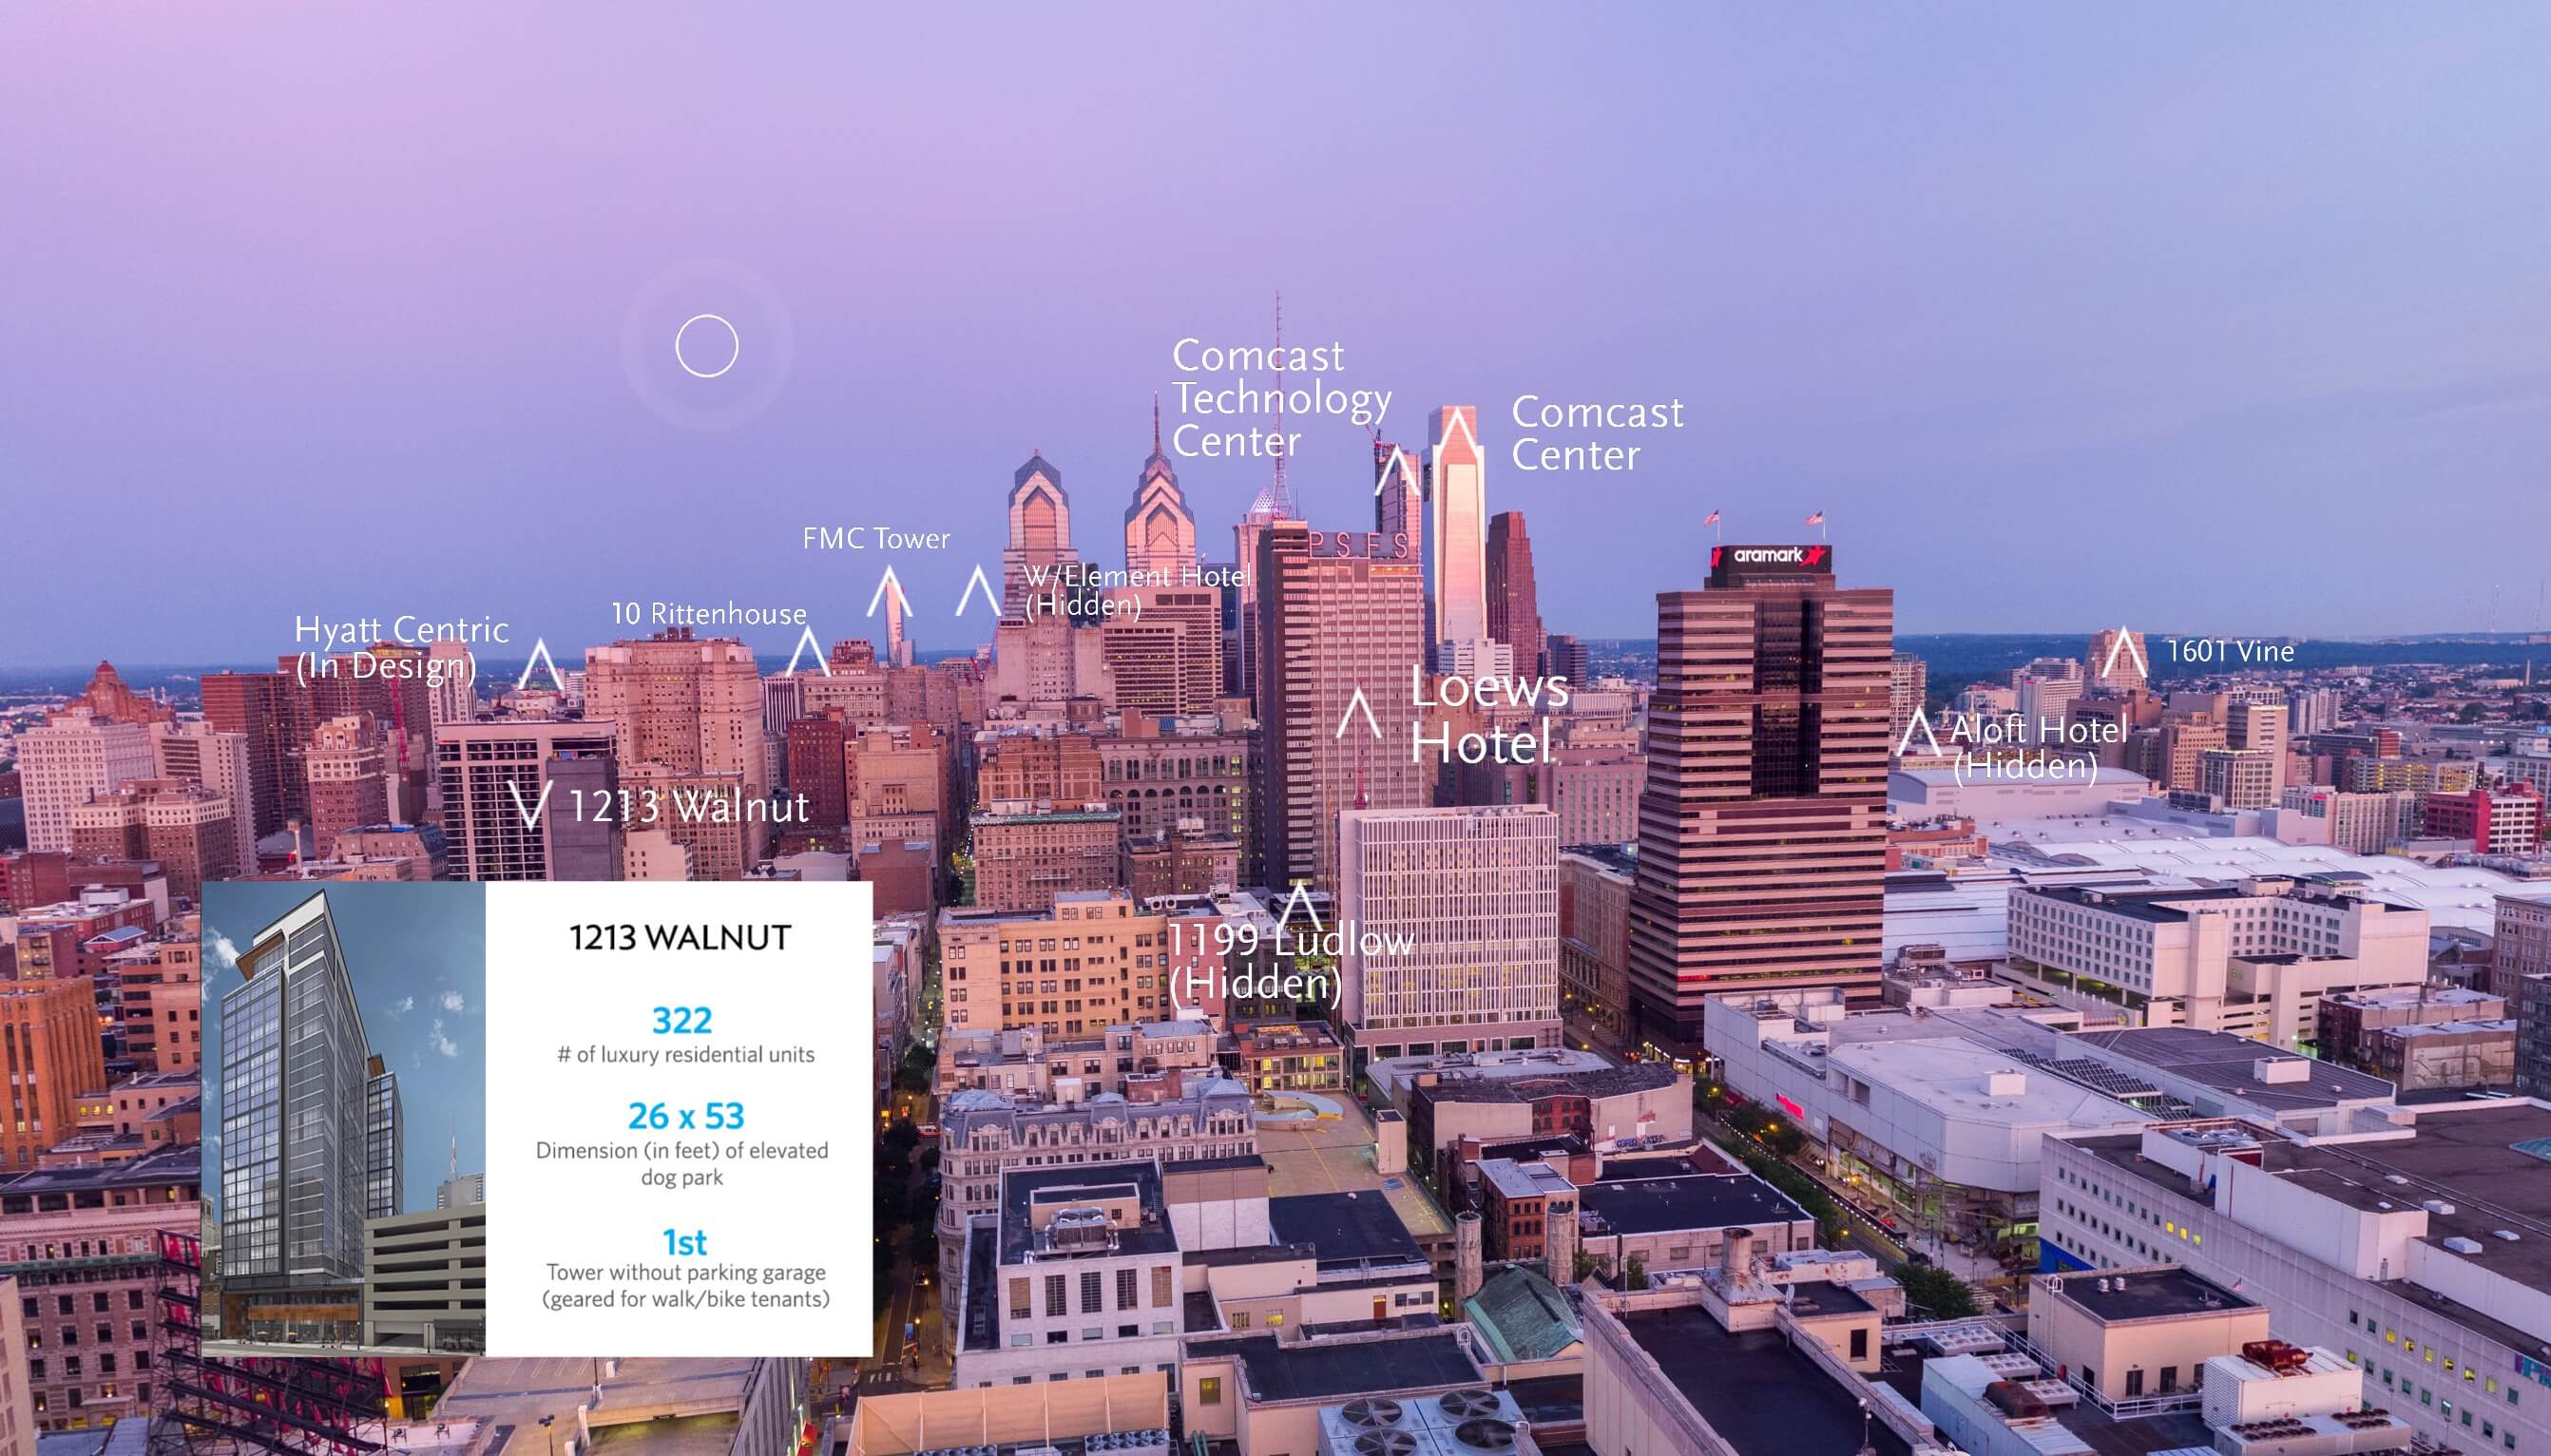 Comcast
Technology
Center
Comcast
Center
FMC Tower
PSFS
aramark
W/Element Hotel
(Hidden)
10 Rittenhouse
Hyatt Centric
(In Design)
1601 Vine
Loews
Hotel
Aloft Hotel
(Hidden)
1213 Walnut
1199 Ludlow
(Hidden)
1213 WALNUT
322
# of luxury residential units
26 x 53
Dimension (in feet) of elevated
dog park
1st
Tower without parking garage
(geared for walk/bike tenants)